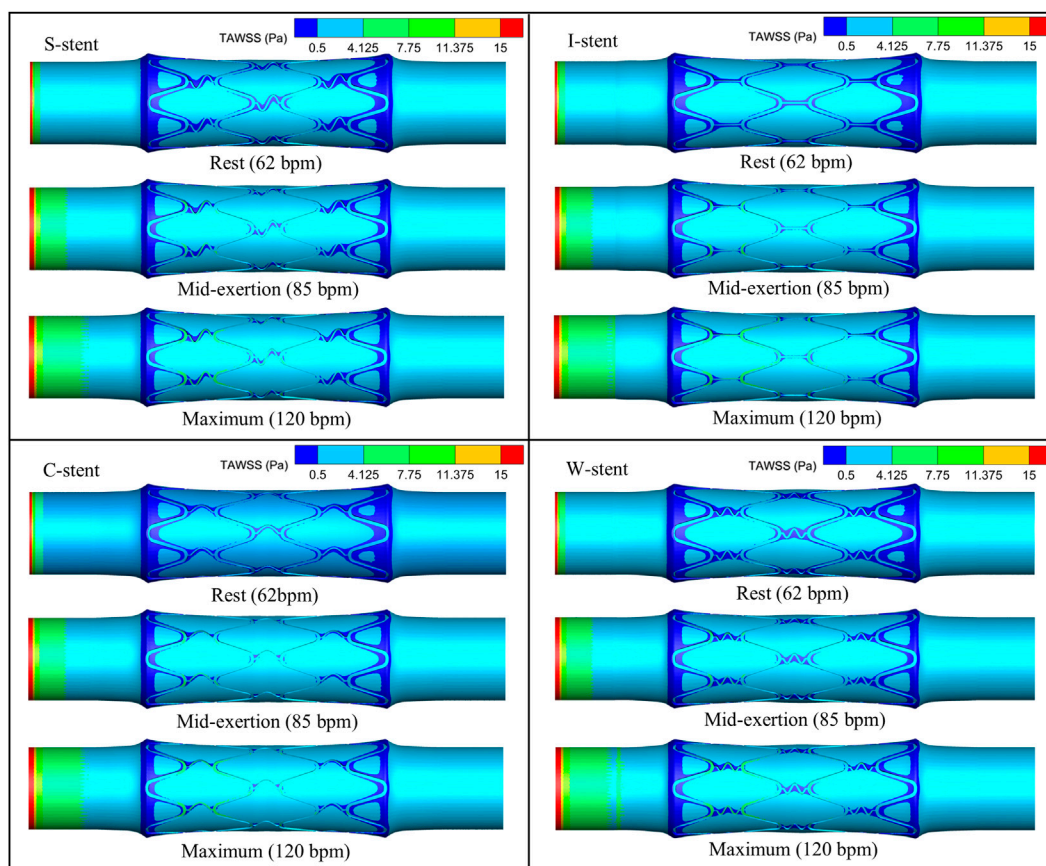 S-stent
TAWSS (Pa)
0.5 4.125 7.75 11.375 15
Rest (62 bpm)
Mid-exertion (85 bpm)
Maximum (120 bpm)
I-stent
TAWSS (Pa)
0.5 4.125 7.75 11.375 15
Rest (62 bpm)
Mid-exertion (85 bpm)
Maximum (120 bpm)
C-stent
TAWSS (Pa)
0.5 4.125 7.75 11.375 15
Rest (62bpm)
Mid-exertion (85 bpm)
Maximum (120 bpm)
W-stent
TAWSS (Pa)
0.5 4.125 7.75 11.375 15
Rest (62 bpm)
Mid-exertion (85 bpm)
Maximum (120 bpm)